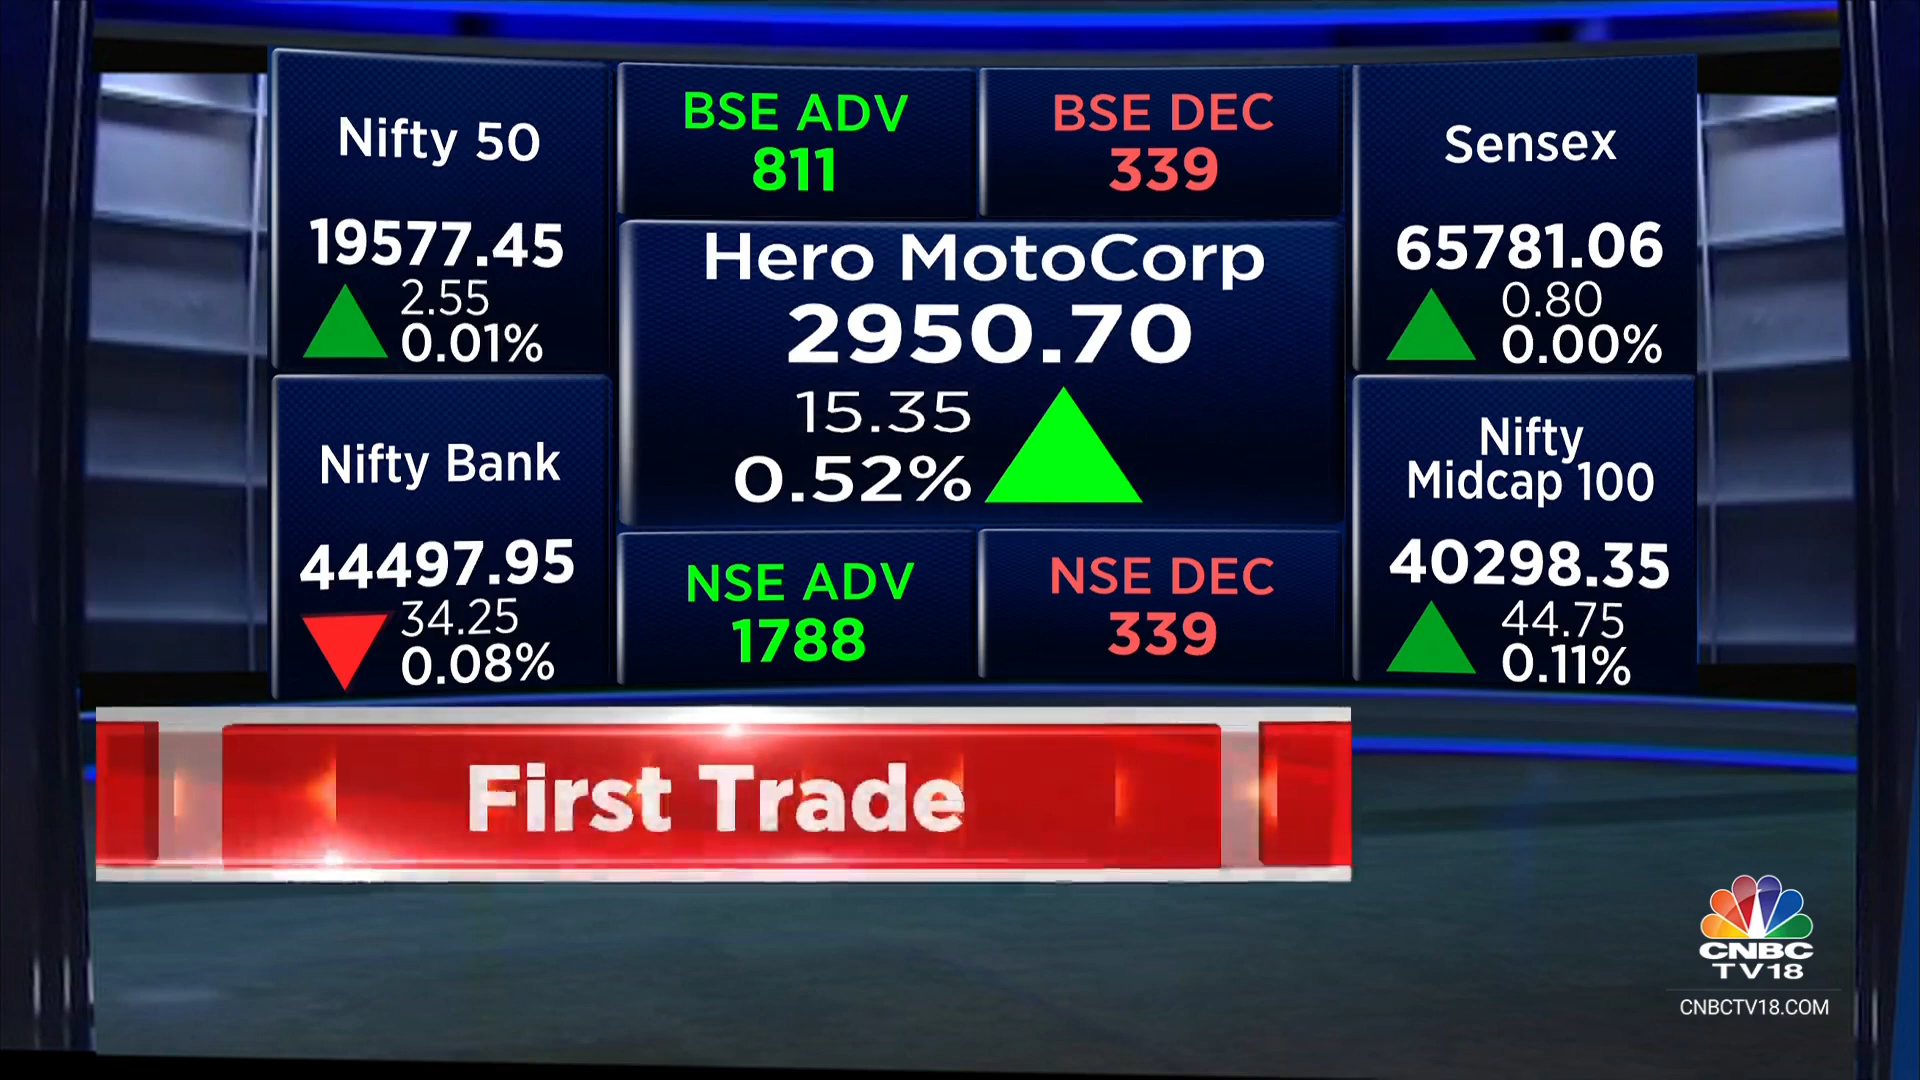 Nifty 50
19577.45
2.55
0.01%
BSE ADV
811
BSE DEC
339
Sensex
65781.06
0.80
0.00%
Hero MotoCorp
2950.70
15.35
0.52%
Nifty Bank
44497.95
34.25
0.08%
NSE ADV
1788
NSE DEC
339
Nifty
Midcap 100
40298.35
44.75
0.11%
First Trade
CNBC
TV18
CNBCTV18.COM